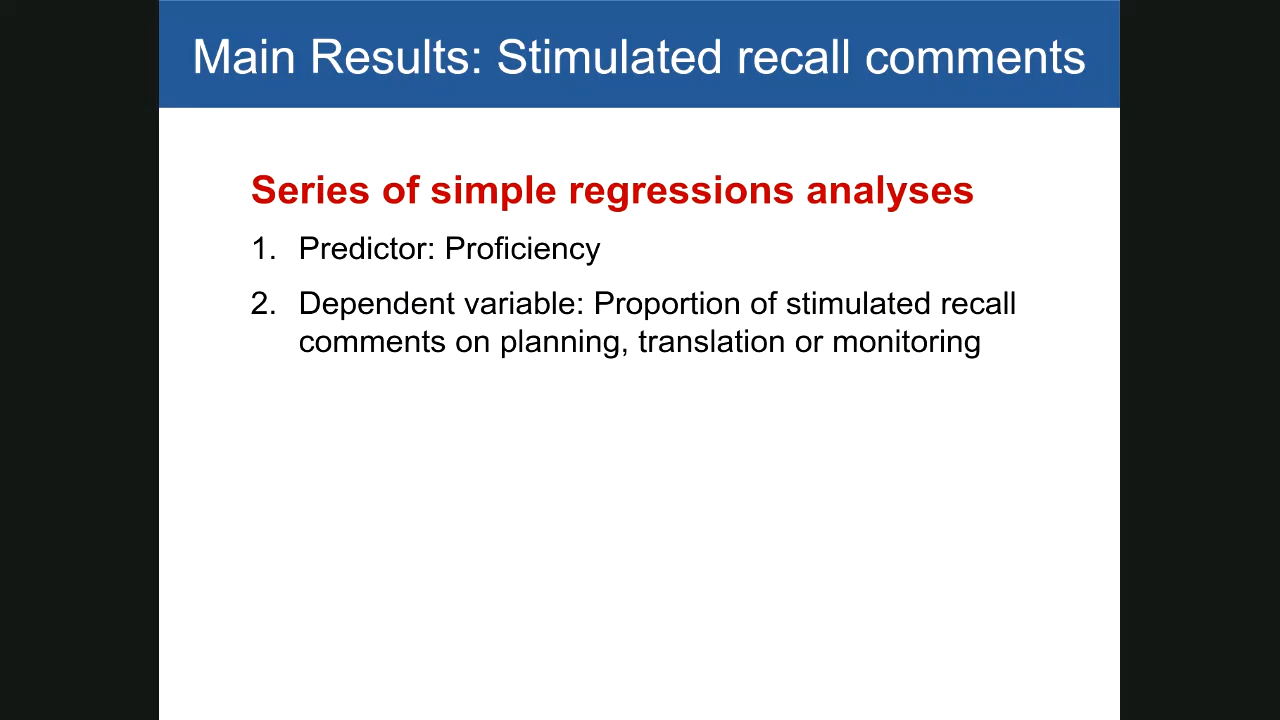 Main Results: Stimulated recall comments
Series of simple regressions analyses
1. Predictor: Proficiency
2. Dependent variable: Proportion of stimulated recall
comments on planning, translation or monitoring